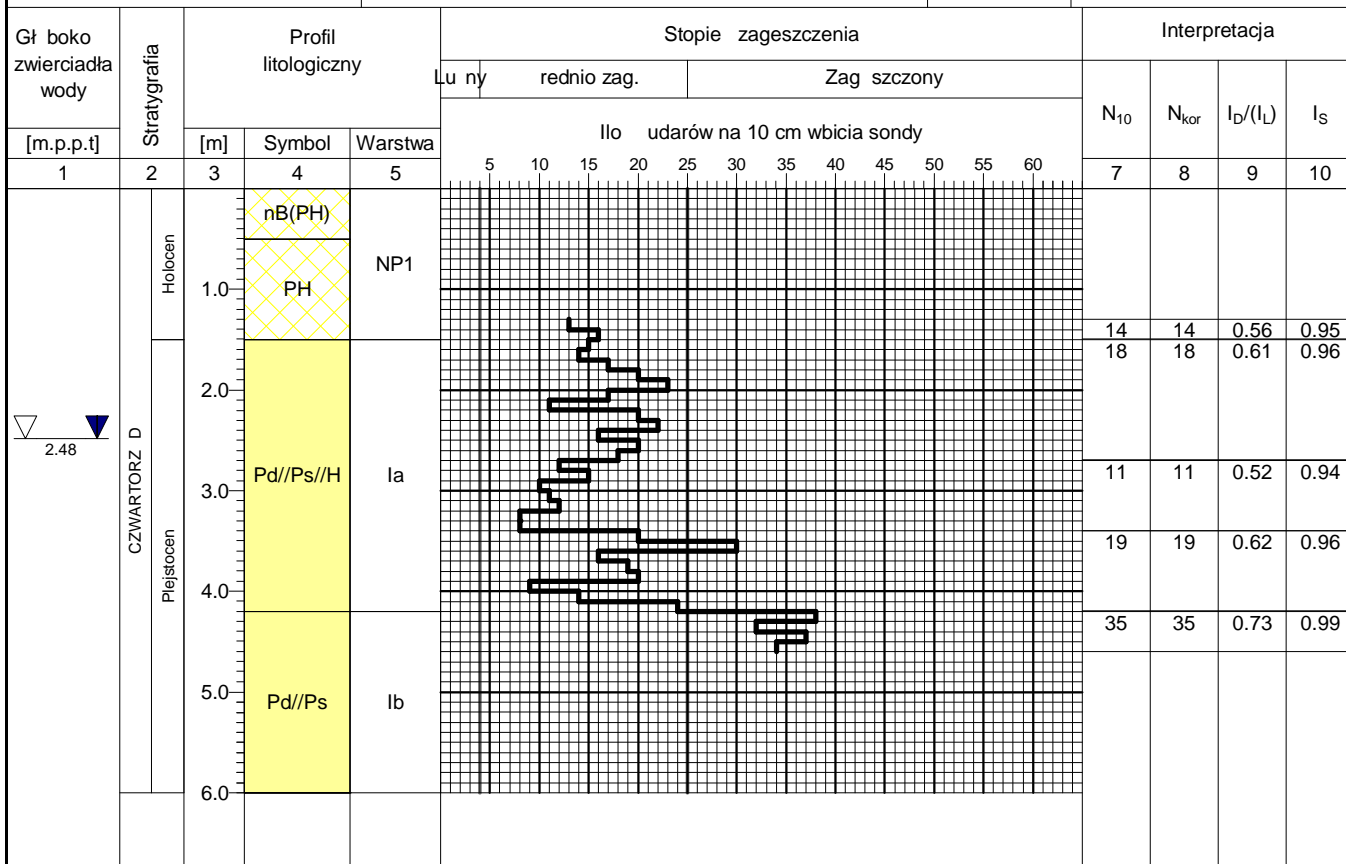 Gł boko
zwierciadła
wody
[m.p.p.t]
1
Stratygrafia
2
Profil
litologiczny
[m]
Symbol
Warstwa
3
4
5
Stopie zageszczenia
Lu ny
rednio zag.
Zag szczony
Ilo udarów na 10 cm wbicia sondy
5 10 15 20 25 30 35 40 45 50 55 60
Interpretacja
N10
Nkor
ID/(IL)
IS
7
8
9
10
2.48
CZWARTORZ D
Holocen
Plejstocen
1.0
2.0
3.0
4.0
5.0
6.0
nB(PH)
PH
Pd//Ps//H
Pd//Ps
NP1
Ia
Ib
14 14 0.56 0.95
18 18 0.61 0.96
11 11 0.52 0.94
19 19 0.62 0.96
35 35 0.73 0.99